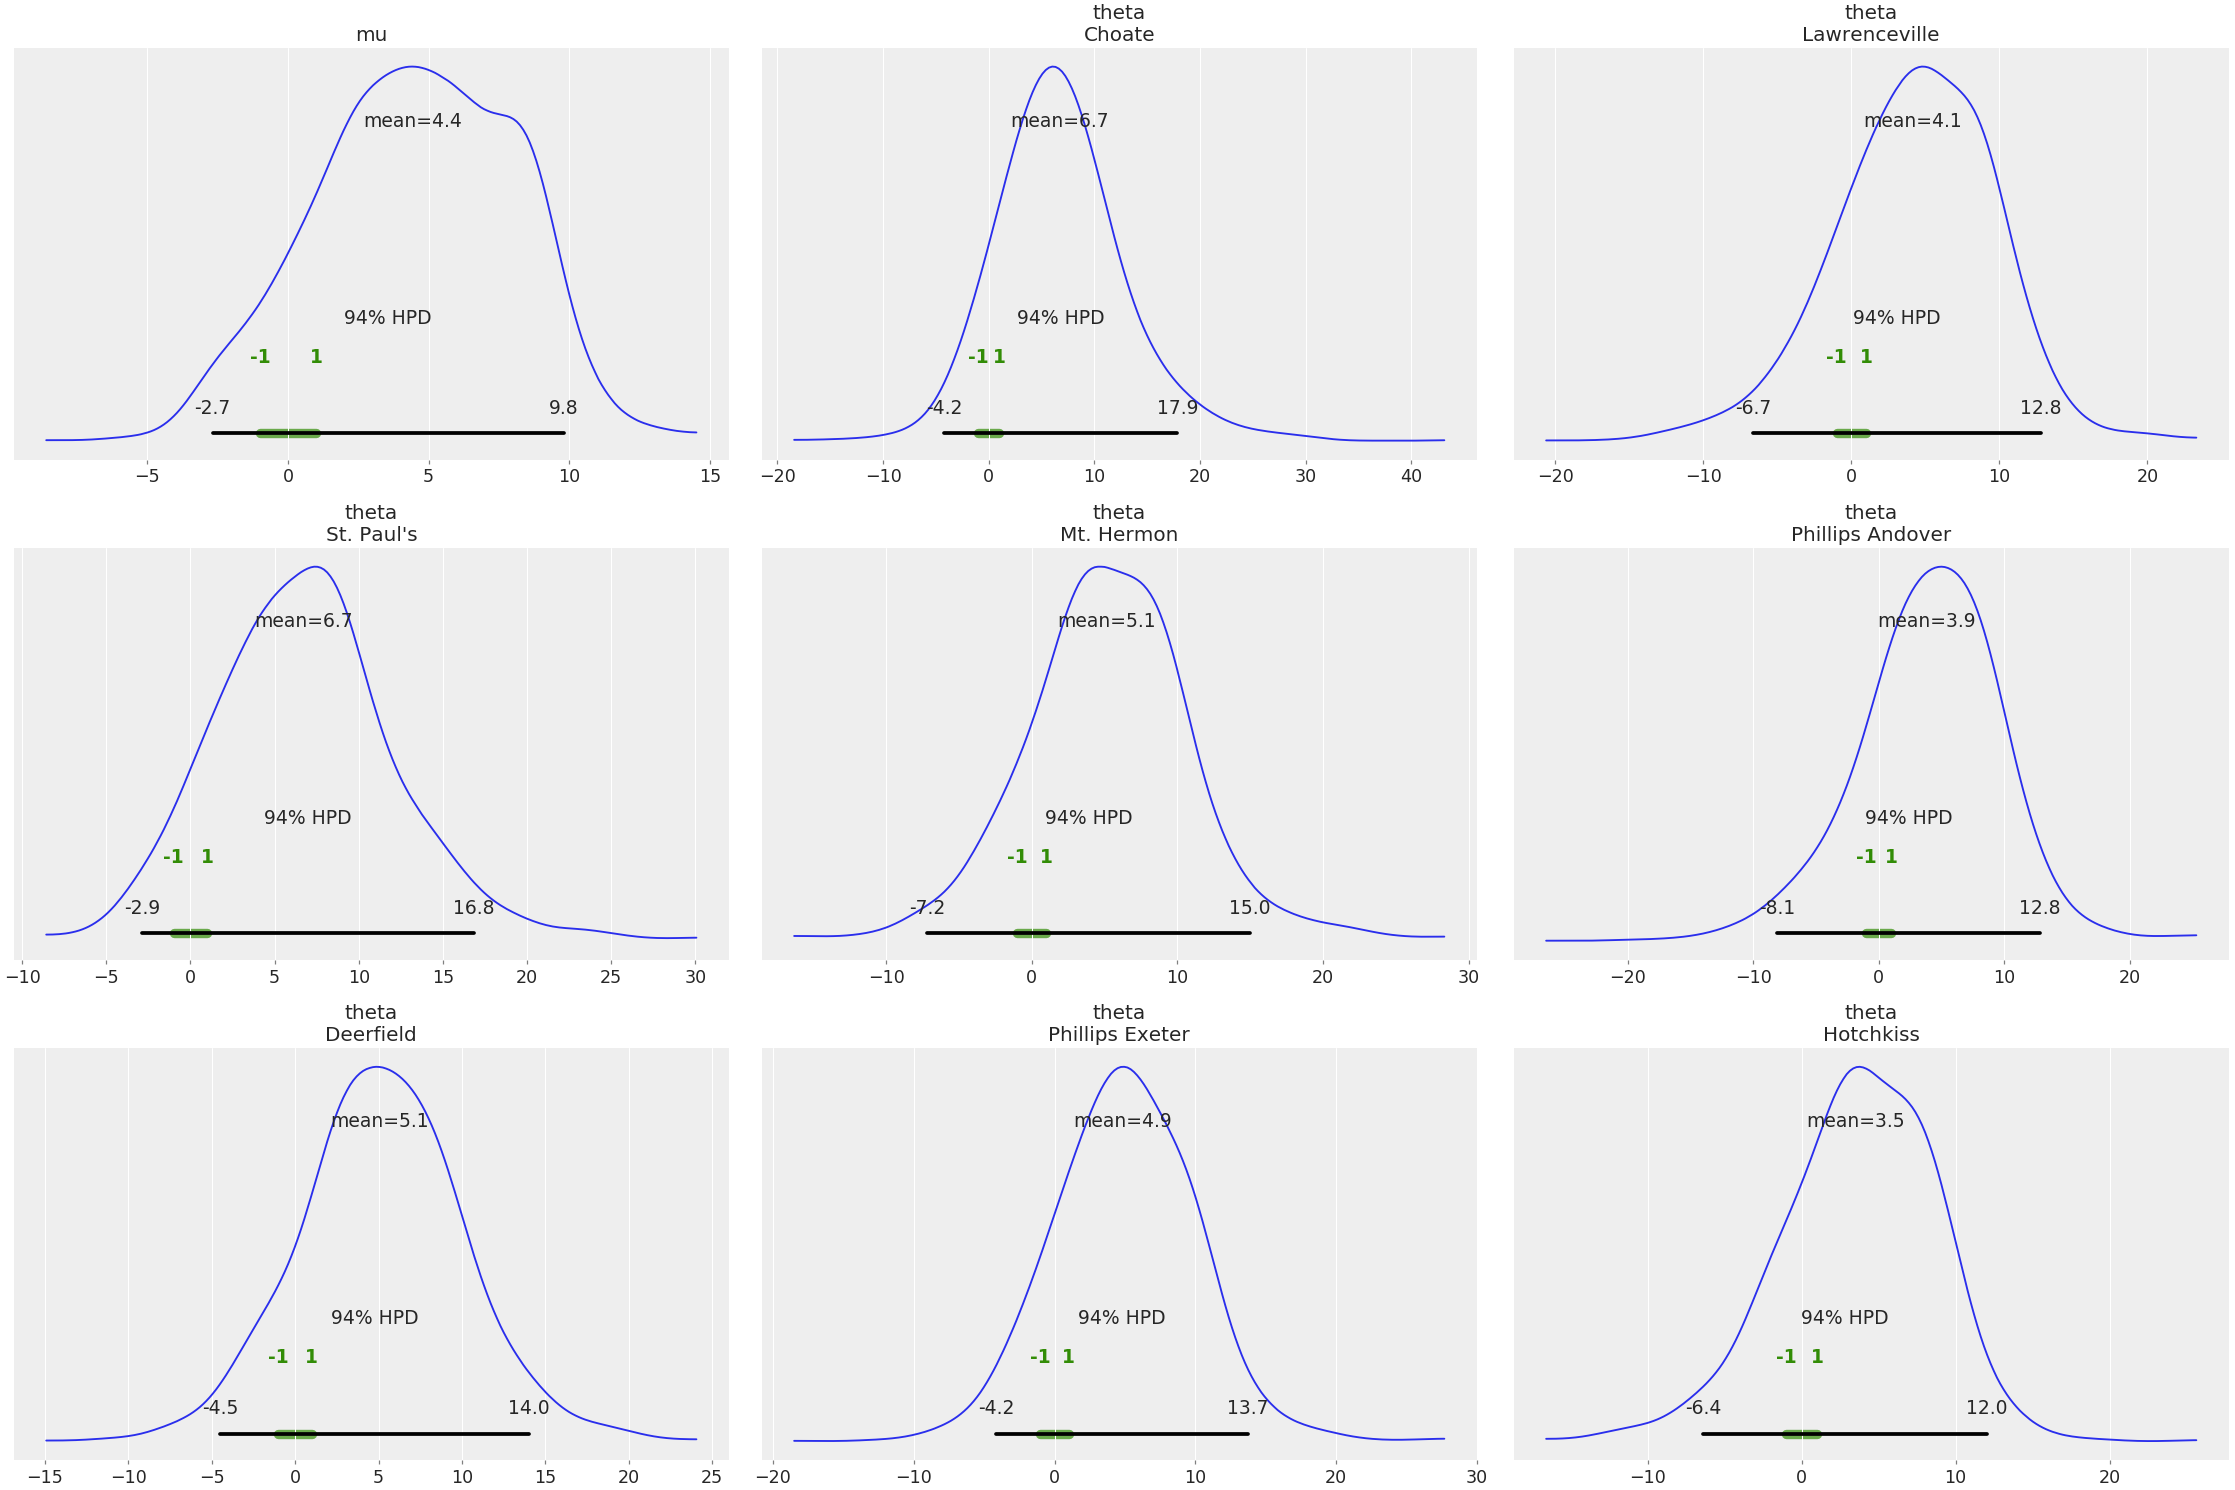 mu
mean=4.4
94% HPD
-1 1
-2.7 9.8
−5 0 5 10 15
theta
Choate
mean=6.7
94% HPD
-1 1
-4.2 17.9
−20 −10 0 10 20 30 40
theta
Lawrenceville
mean=4.1
94% HPD
-1 1
-6.7 12.8
−20 −10 0 10 20
theta
St. Paul's
mean=6.7
94% HPD
-1 1
-2.9 16.8
−10 −5 0 5 10 15 20 25 30
theta
Mt. Hermon
mean=5.1
94% HPD
-1 1
-7.2 15.0
−10 0 10 20 30
theta
Phillips Andover
mean=3.9
94% HPD
-1 1
-8.1 12.8
−20 −10 0 10 20
theta
Deerfield
mean=5.1
94% HPD
-1 1
-4.5 14.0
−15 −10 −5 0 5 10 15 20 25
theta
Phillips Exeter
mean=4.9
94% HPD
-1 1
-4.2 13.7
−20 −10 0 10 20 30
theta
Hotchkiss
mean=3.5
94% HPD
-1 1
-6.4 12.0
−10 0 10 20